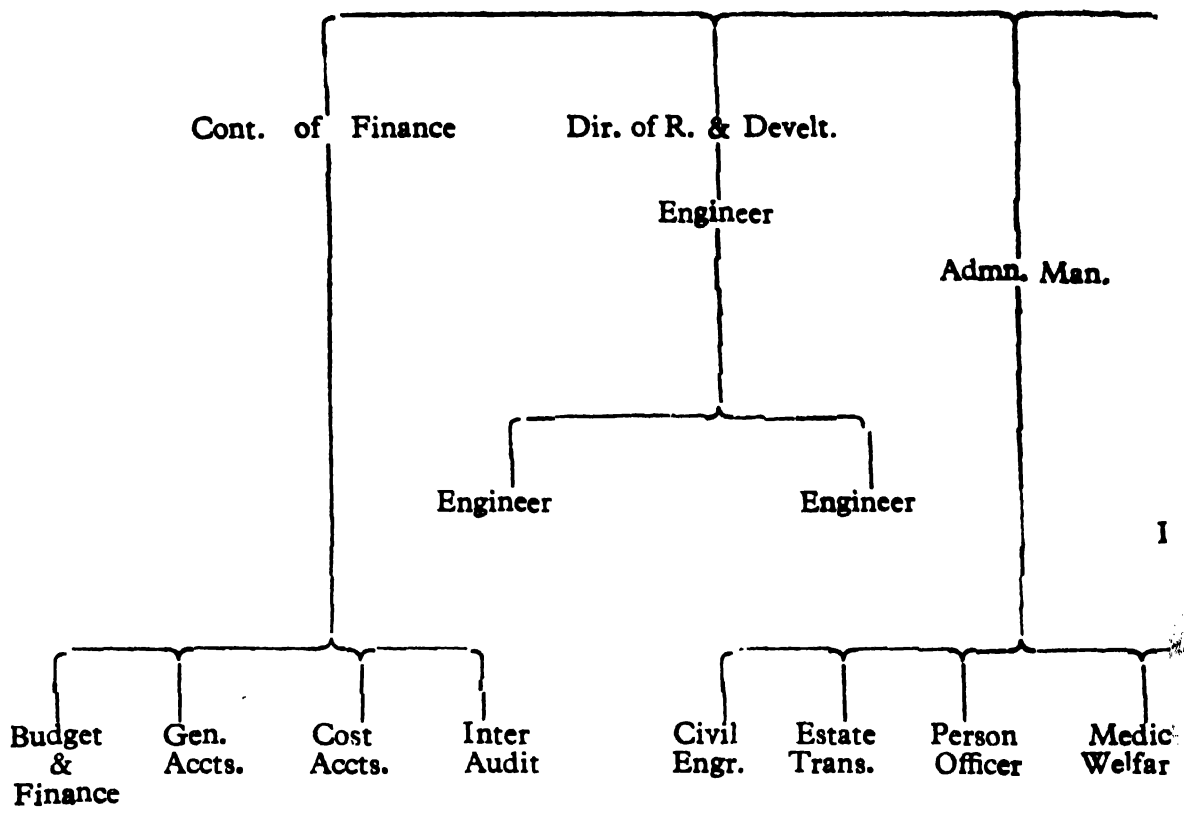 Cont. of Finance
Dir. of R. & Develt.
Engineer
Admn. Man.
Engineer
Engineer
I
Budget
&
Finance
Gen.
Accts.
Cost
Accts.
Inter
Audit
Civil
Engr.
Estate
Trans.
Person
Officer
Medic
Welfar